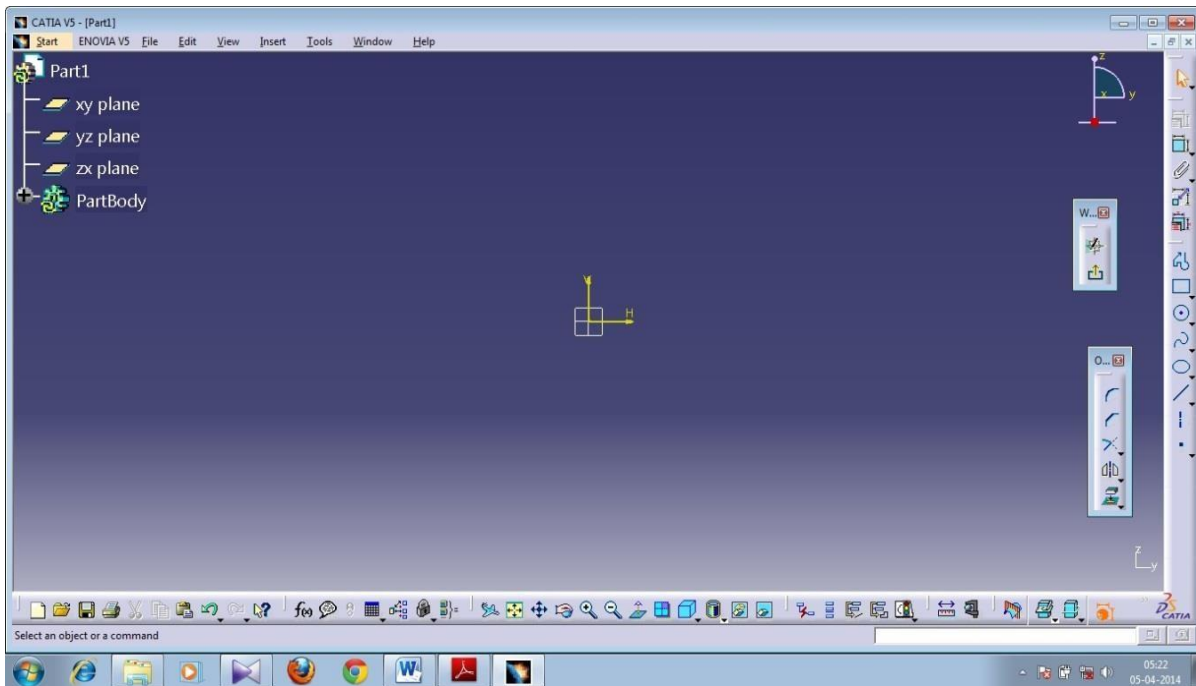 CATIA V5 - [Part1]
Start ENOVIA V5 File Edit View Insert Tools Window Help
Part1
xy plane
yz plane
zx plane
PartBody
z
x y
W...
V
H
O...
z
y
f(x)
CATIA
Select an object or a command
05:22
05-04-2014